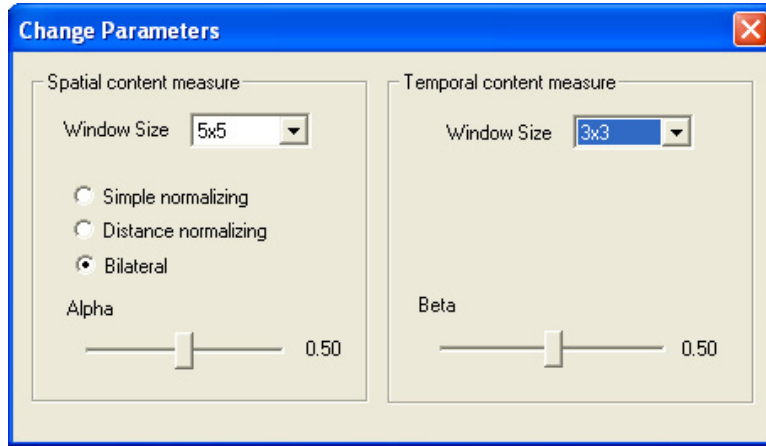 Change Parameters
Spatial content measure
Window Size 5x5
Simple normalizing
Distance normalizing
Bilateral
Alpha
0.50
Temporal content measure
Window Size 3x3
Beta
0.50